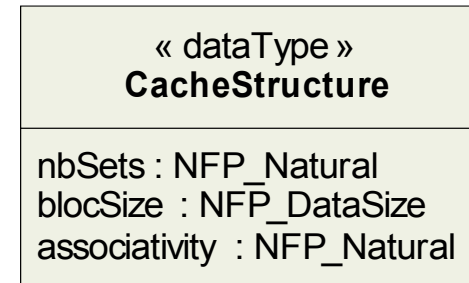 « dataType »
CacheStructure
nbSets : NFP_Natural
blocSize : NFP_DataSize
associativity : NFP_Natural